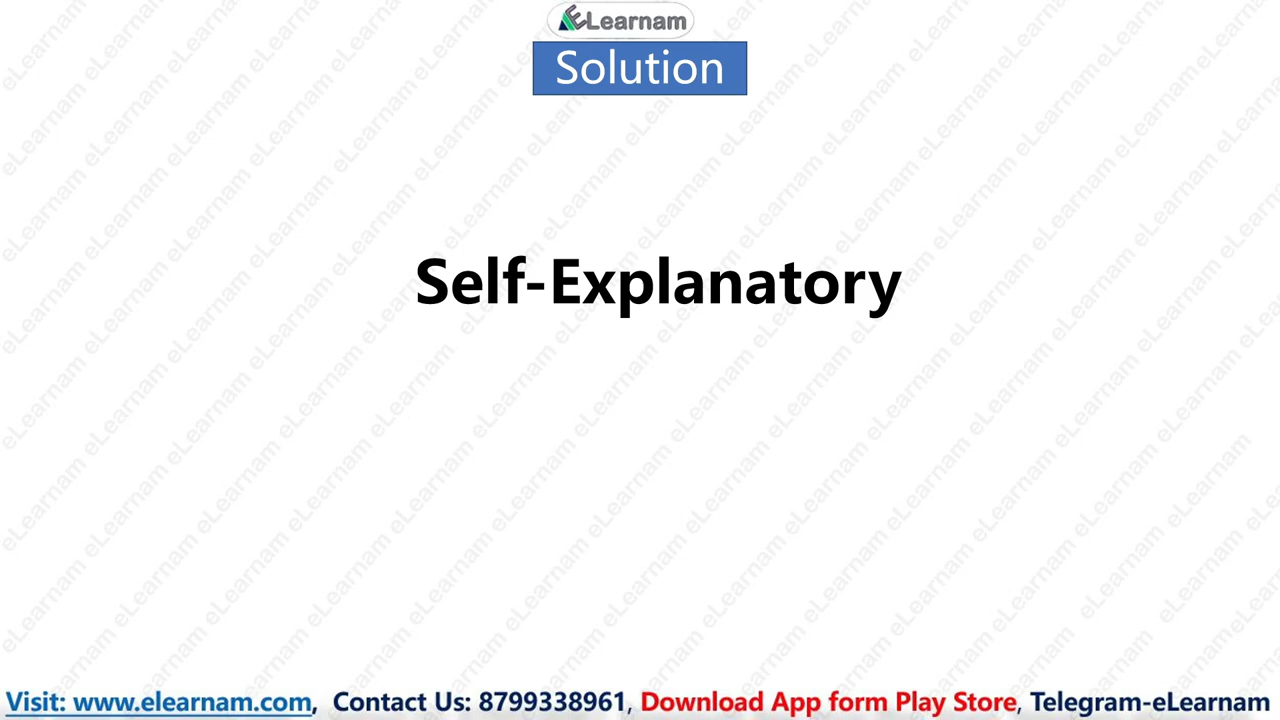 ELearnam
Solution
Self-Explanatory
Visit: www.elearnam.com, Contact Us: 8799338961, Download App form Play Store, Telegram-eLearnam